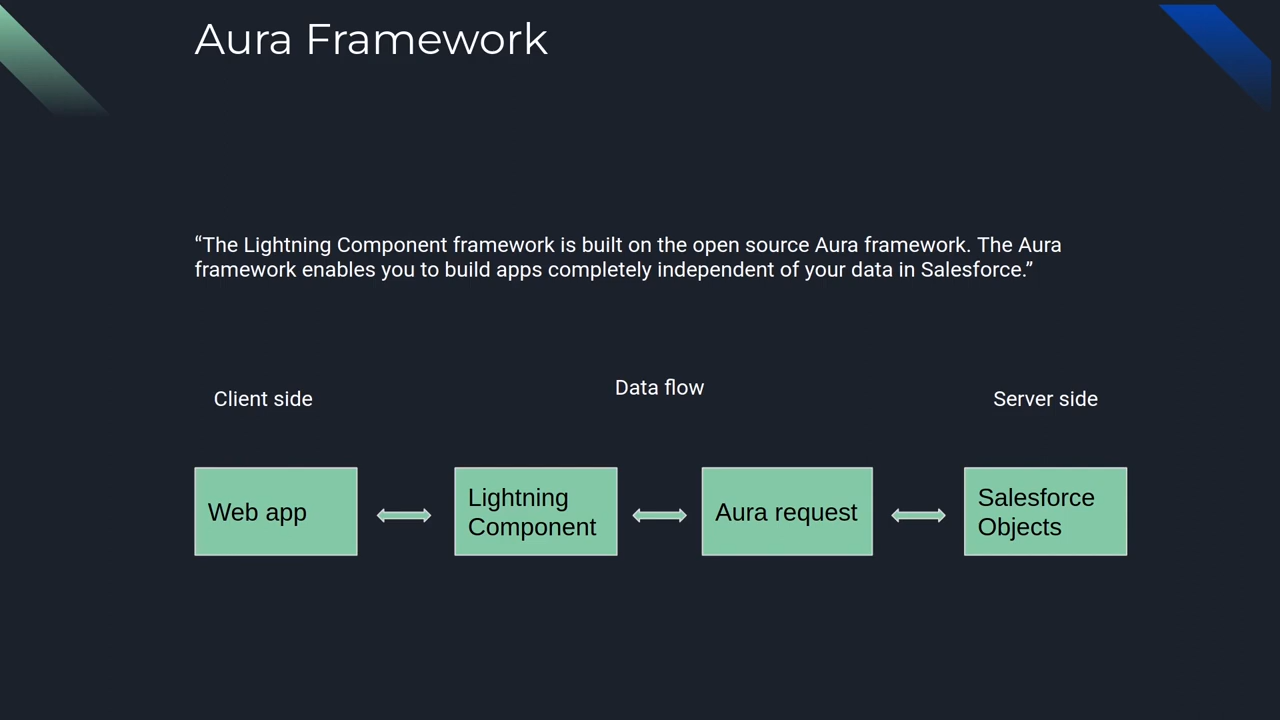 Aura Framework
“The Lightning Component framework is built on the open source Aura framework. The Aura
framework enables you to build apps completely independent of your data in Salesforce.”
Client side
Data flow
Server side
Web app
Lightning
Component
Aura request
Salesforce
Objects